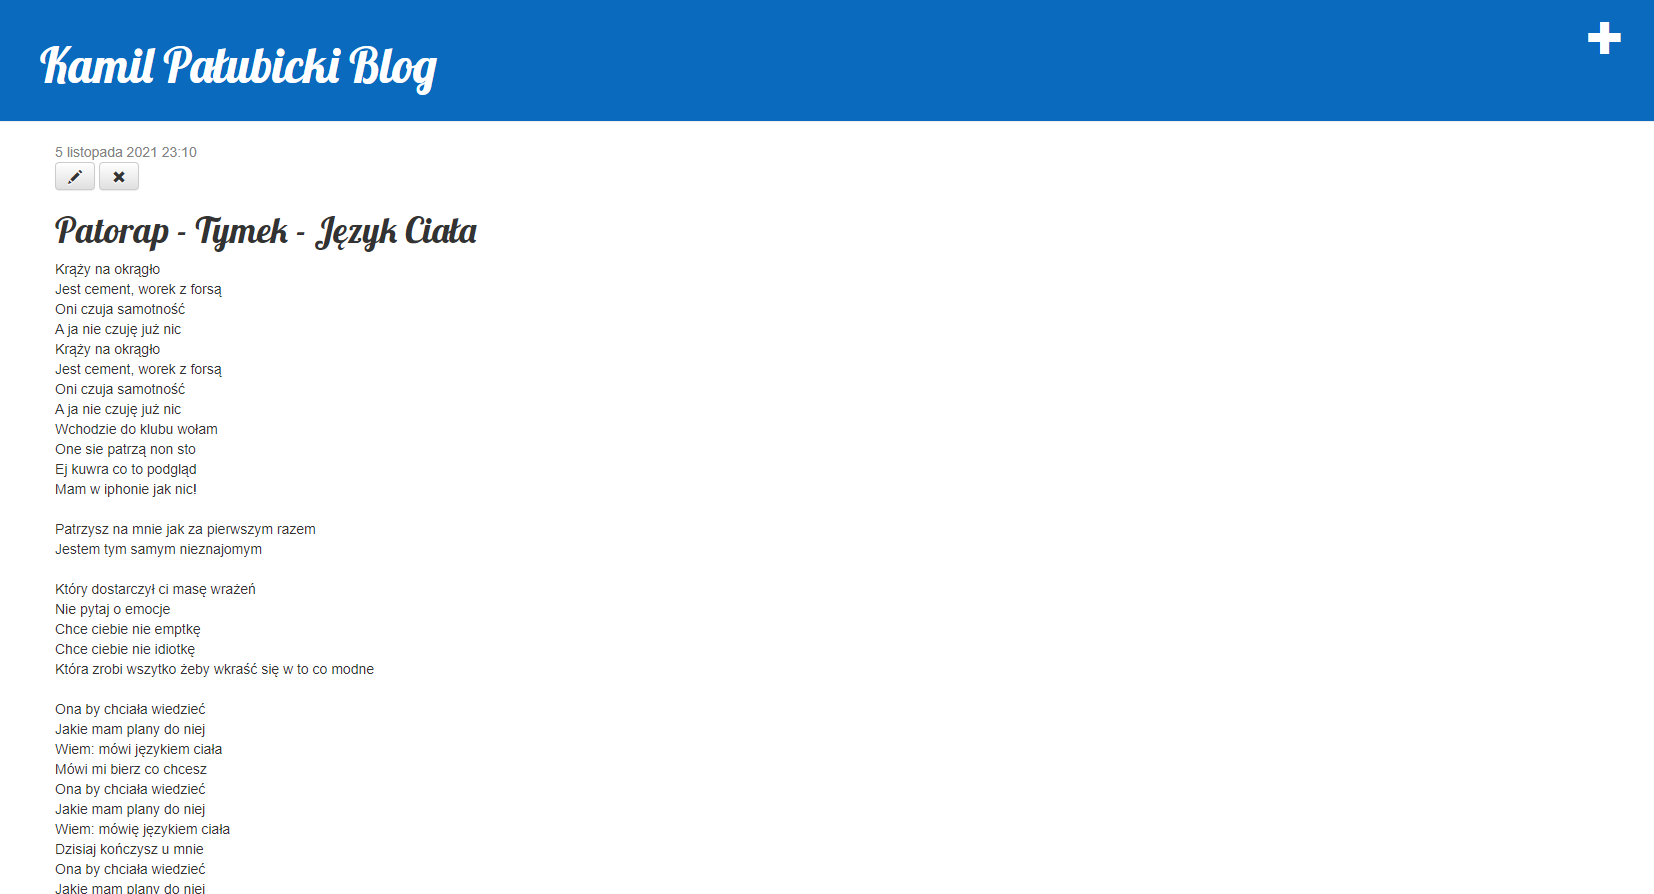 Kamil Pałubicki Blog
5 listopada 2021 23:10
Patorap - Tymek - Język Ciała
Krąży na okrągło
Jest cement, worek z forsą
Oni czuja samotność
A ja nie czuję już nic
Krąży na okrągło
Jest cement, worek z forsą
Oni czuja samotność
A ja nie czuję już nic
Wchodzie do klubu wołam
One sie patrzą non sto
Ej kuwra co to podgląd
Mam w iphonie jak nic!
Patrzysz na mnie jak za pierwszym razem
Jestem tym samym nieznajomym
Który dostarczył ci masę wrażeń
Nie pytaj o emocje
Chce ciebie nie emptkę
Chce ciebie nie idiotkę
Która zrobi wszytko żeby wkraść się w to co modne
Ona by chciała wiedzieć
Jakie mam plany do niej
Wiem: mówi językiem ciała
Mówi mi bierz co chcesz
Ona by chciała wiedzieć
Jakie mam plany do niej
Wiem: mówię językiem ciała
Dzisiaj kończysz u mnie
Ona by chciała wiedzieć
Jakie mam plany do niej